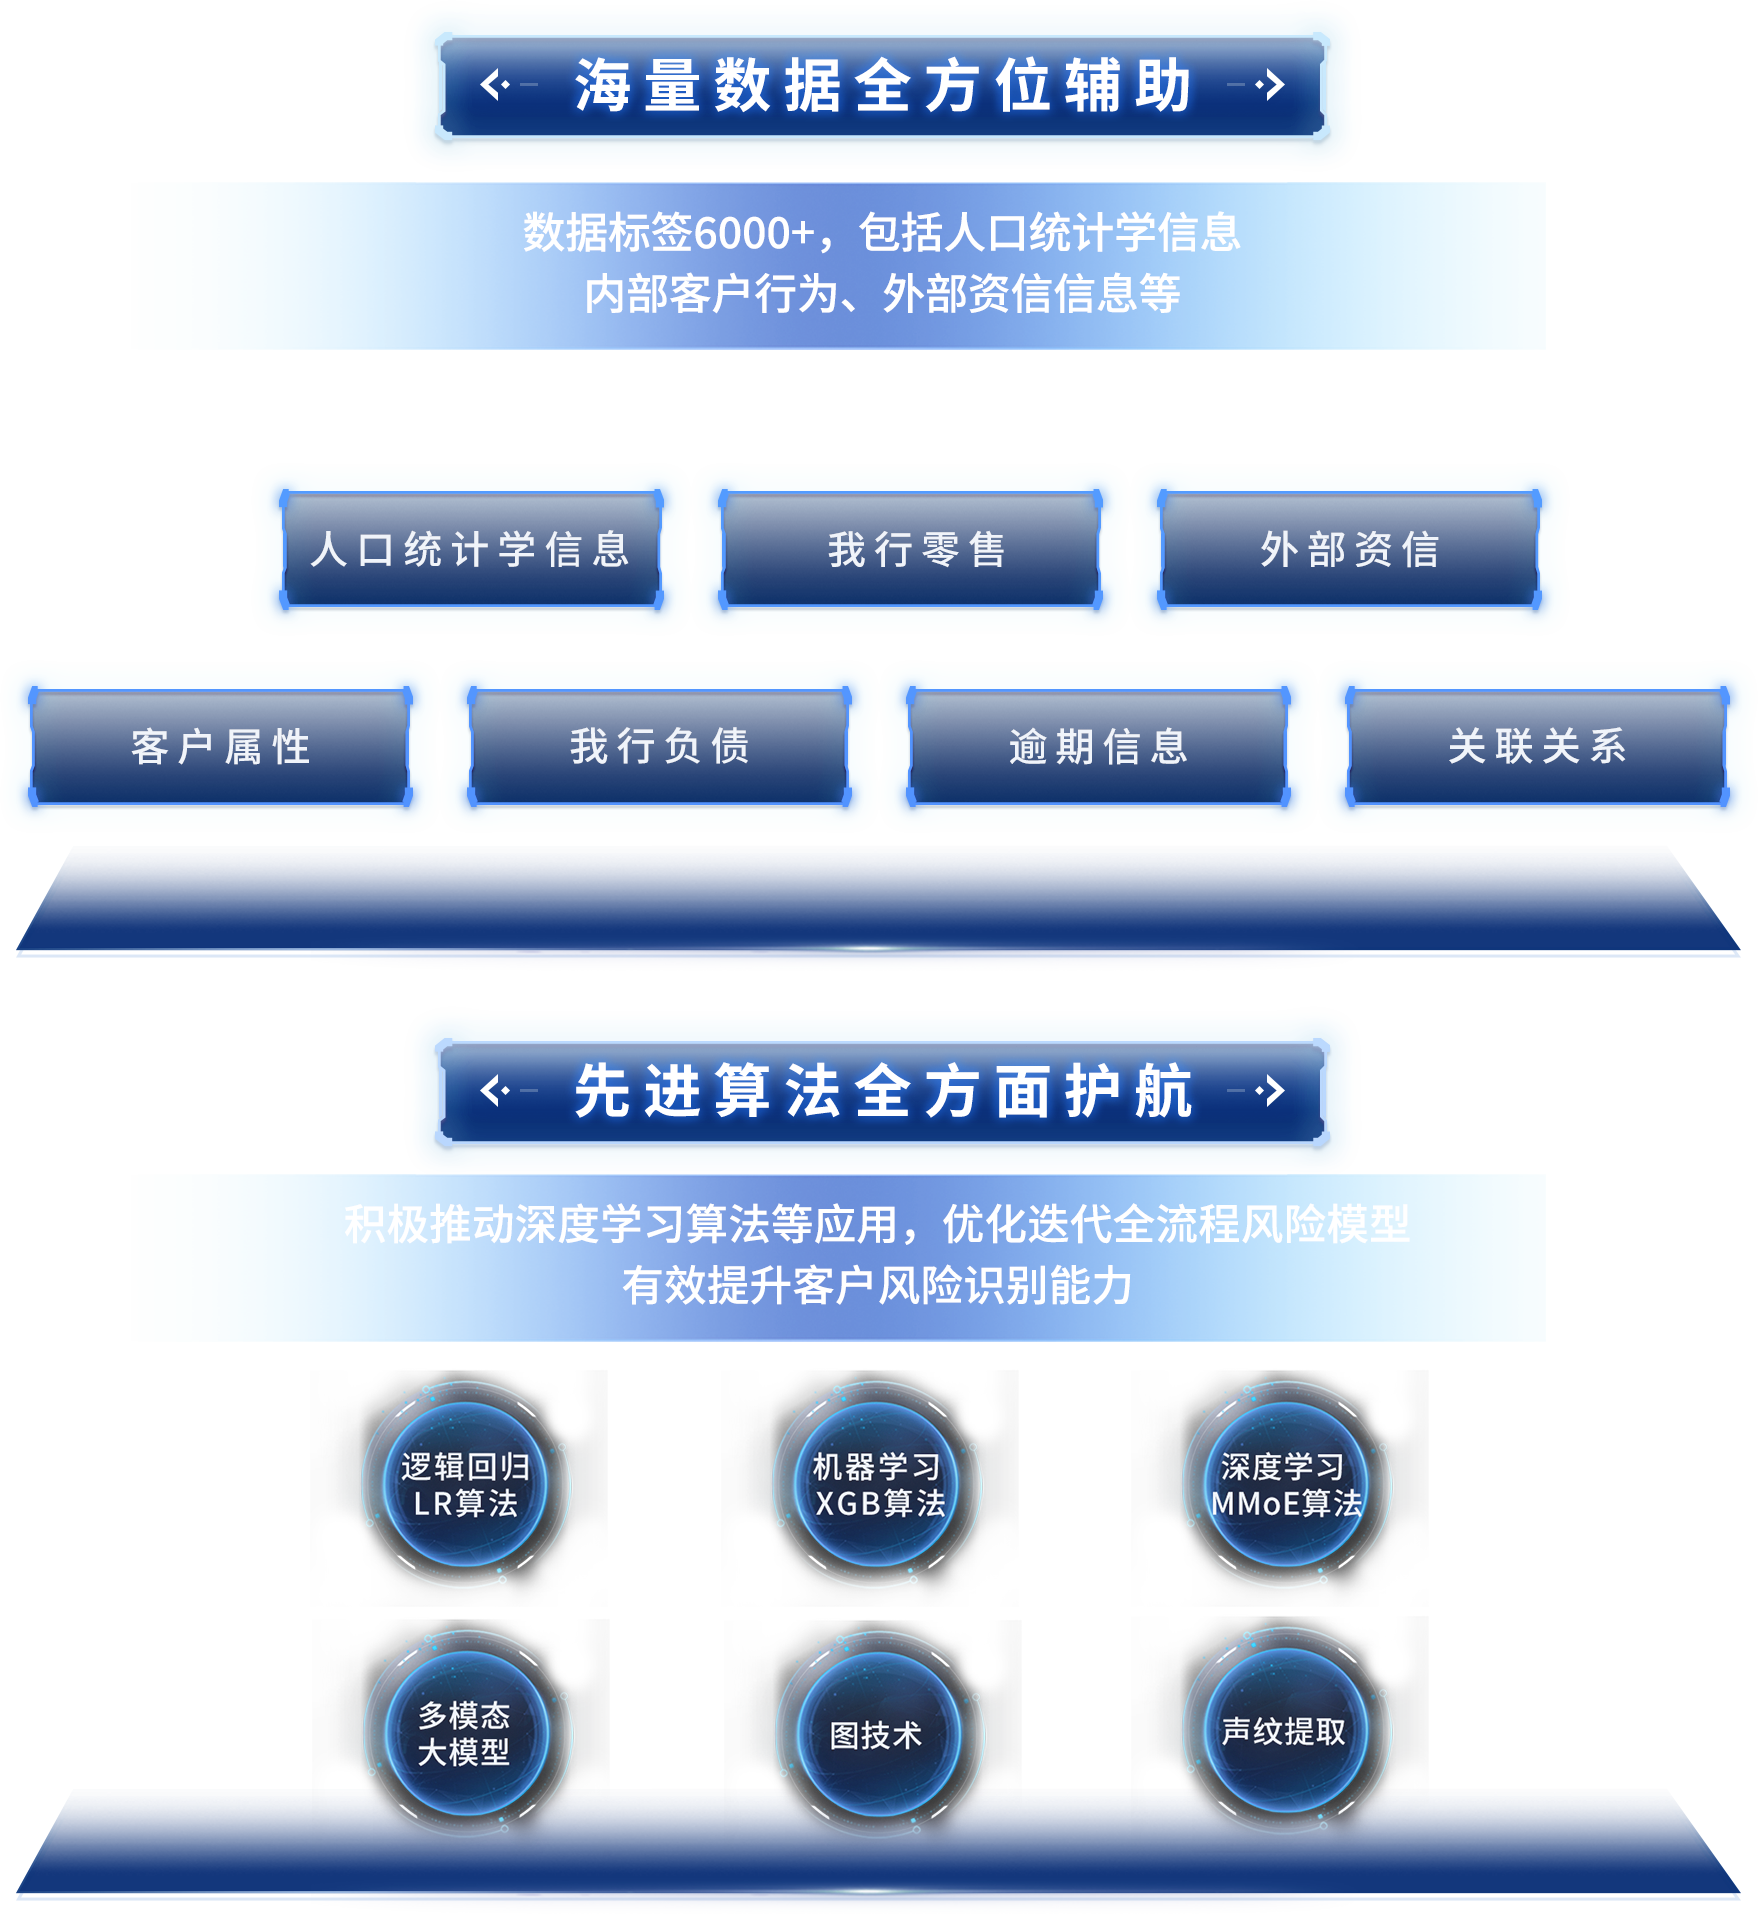 海量数据全方位辅助
数据标签6000+，包括人口统计学信息
内部客户行为、外部资信信息等
人口统计学信息
我行零售
外部资信
客户属性
我行负债
逾期信息
关联关系
先进算法全方面护航
积极推动深度学习算法等应用，优化迭代全流程风险模型
有效提升客户风险识别能力
逻辑回归
LR算法
机器学习
XGB算法
深度学习
MMoE算法
多模态
大模型
图技术
声纹提取